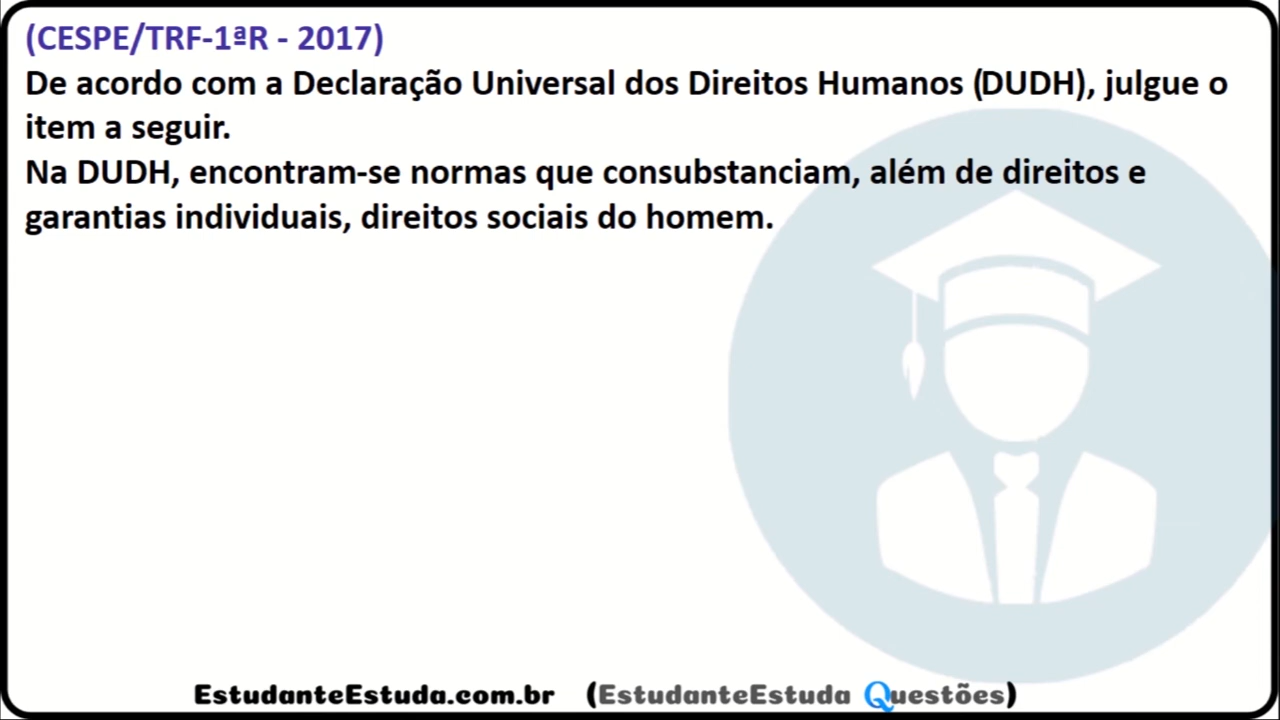 (CESPE/TRF-1ªR - 2017)
De acordo com a Declaração Universal dos Direitos Humanos (DUDH), julgue o
item a seguir.
Na DUDH, encontram-se normas que consubstanciam, além de direitos e
garantias individuais, direitos sociais do homem.
EstudanteEstuda.com.br (EstudanteEstuda Questões)